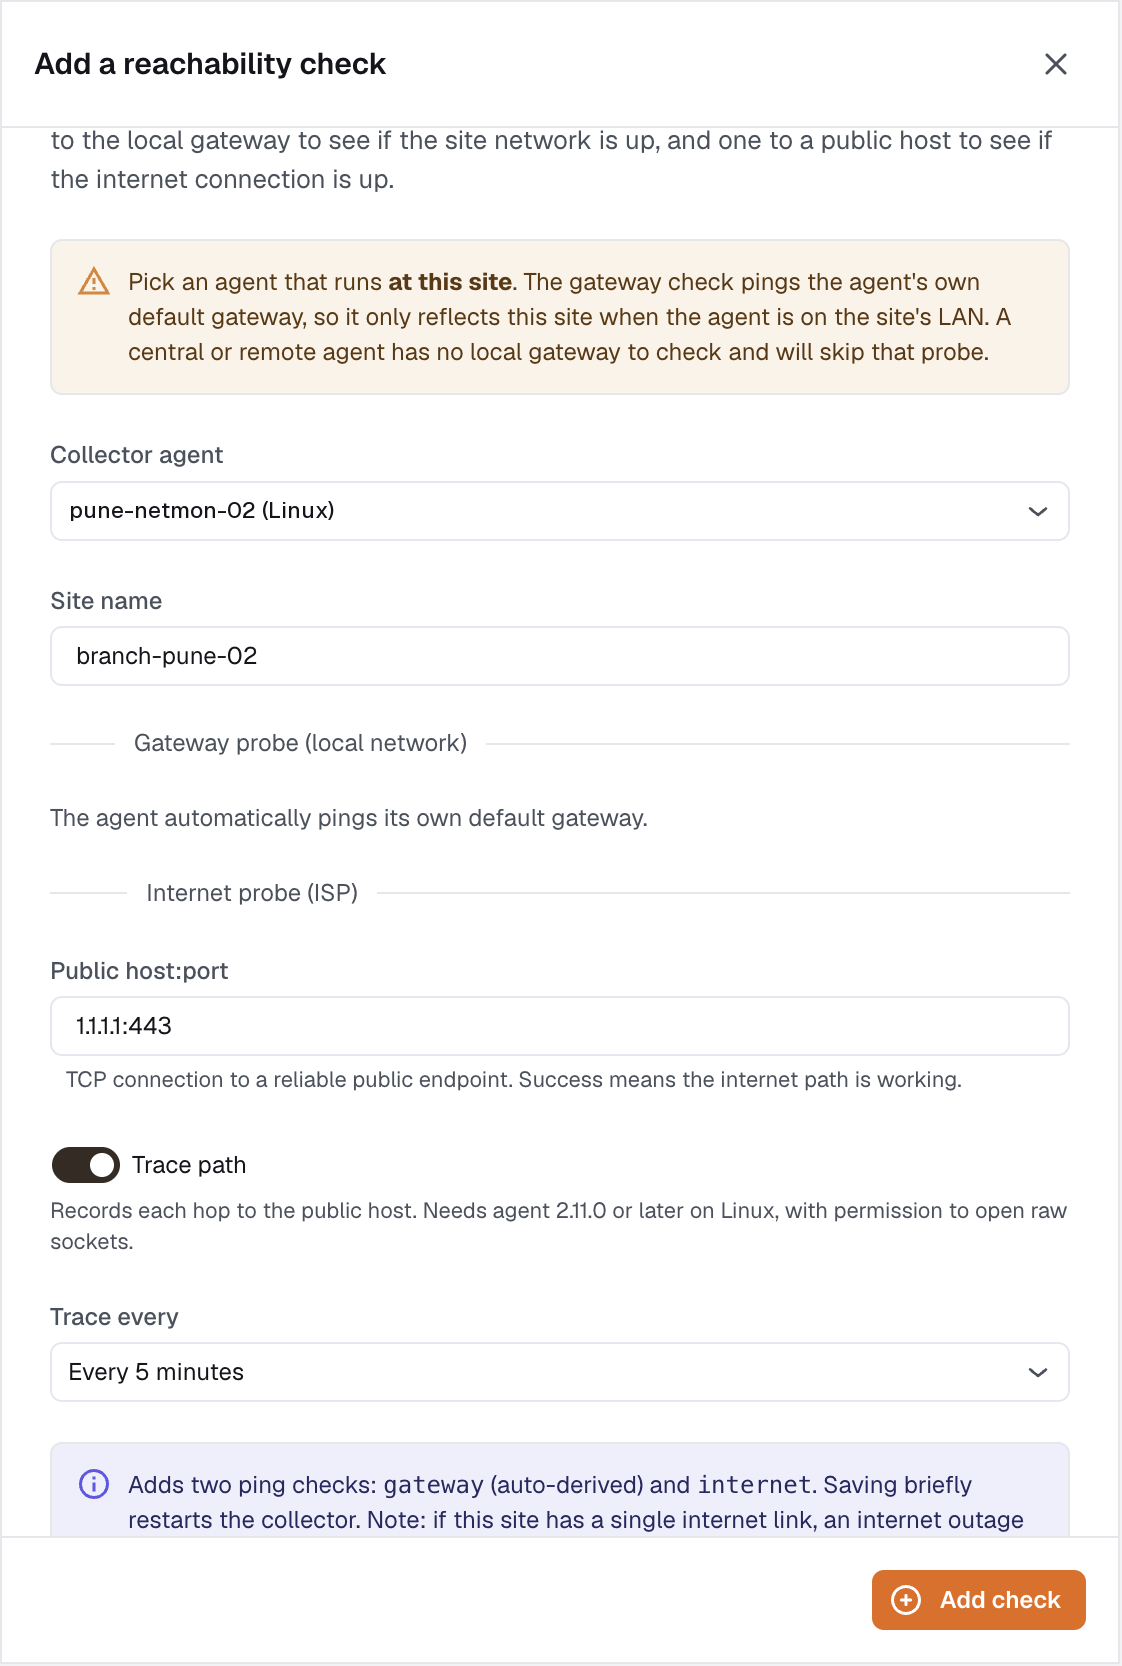 Add a reachability check
to the local gateway to see if the site network is up, and one to a public host to see if
the internet connection is up.
Pick an agent that runs at this site. The gateway check pings the agent's own
default gateway, so it only reflects this site when the agent is on the site's LAN. A
central or remote agent has no local gateway to check and will skip that probe.
Collector agent
pune-netmon-02 (Linux)
Site name
branch-pune-02
Gateway probe (local network)
The agent automatically pings its own default gateway.
Internet probe (ISP)
Public host:port
1.1.1.1:443
TCP connection to a reliable public endpoint. Success means the internet path is working.
Trace path
Records each hop to the public host. Needs agent 2.11.0 or later on Linux, with permission to open raw
sockets.
Trace every
Every 5 minutes
Adds two ping checks: gateway (auto-derived) and internet. Saving briefly
restarts the collector. Note: if this site has a single internet link, an internet outage
Add check